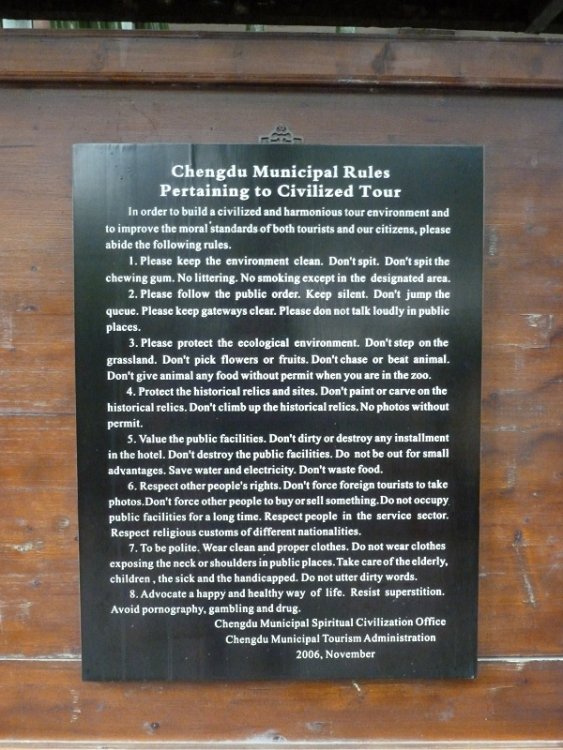 Chengdu Municipal Rules
Pertaining to Civilized Tour
In order to build a civilized and harmonious tour environment and
to improve the moral standards of both tourists and our citizens, please
abide the following rules.
1. Please keep the environment clean. Don't spit. Don't spit the
chewing gum. No littering. No smoking except in the designated area.
2. Please follow the public order. Keep silent. Don't jump the
queue. Please keep gateways clear. Please don not talk loudly in public
places.
3. Please protect the ecological environment. Don't step on the
grassland. Don't pick flowers or fruits. Don't chase or beat animal.
Don't give animal any food without permit when you are in the zoo.
4. Protect the historical relics and sites. Don't paint or carve on the
historical relics. Don't climb up the historical relics. No photos without
permit.
5. Value the public facilities. Don't dirty or destroy any installment
in the hotel. Don't destroy the public facilities. Do not be out for small
advantages. Save water and electricity. Don't waste food.
6. Respect other people's rights. Don't force foreign tourists to take
photos.Don't force other people to buy or sell something. Do not occupy
public facilities for a long time. Respect people in the service sector.
Respect religious customs of different nationalities.
7. To be polite. Wear clean and proper clothes. Do not wear clothes
exposing the neck or shoulders in public places. Take care of the elderly,
children , the sick and the handicapped. Do not utter dirty words.
8. Advocate a happy and healthy way of life. Resist superstition.
Avoid pornography, gambling and drug.
Chengdu Municipal Spiritual Civilization Office
Chengdu Municipal Tourism Administration
2006, November